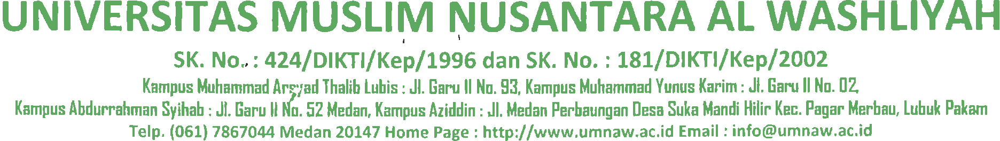 UNIVERSITAS MUSLIM NUSANTARA AL WASHLIYAH
SK. No. : 424/DIKTI/Kep/1996 dan SK. No. : 181/DIKTI/Kep/2002
Kampus Muhammad Arsyad Thalib Lubis : Jl. Garu II No. 93, Kampus Muhammad Yunus Karim : Jl. Garu II No. 02,
Kampus Abdurrahman Syihab : Jl. Garu II No. 52 Medan, Kampus Aziddin : Jl. Medan Perbaungan Desa Suka Mandi Hilir Kec. Pagar Merbau, Lubuk Pakam
Telp. (061) 7867044 Medan 20147 Home Page : http://www.umnaw.ac.id Email : info@umnaw.ac.id